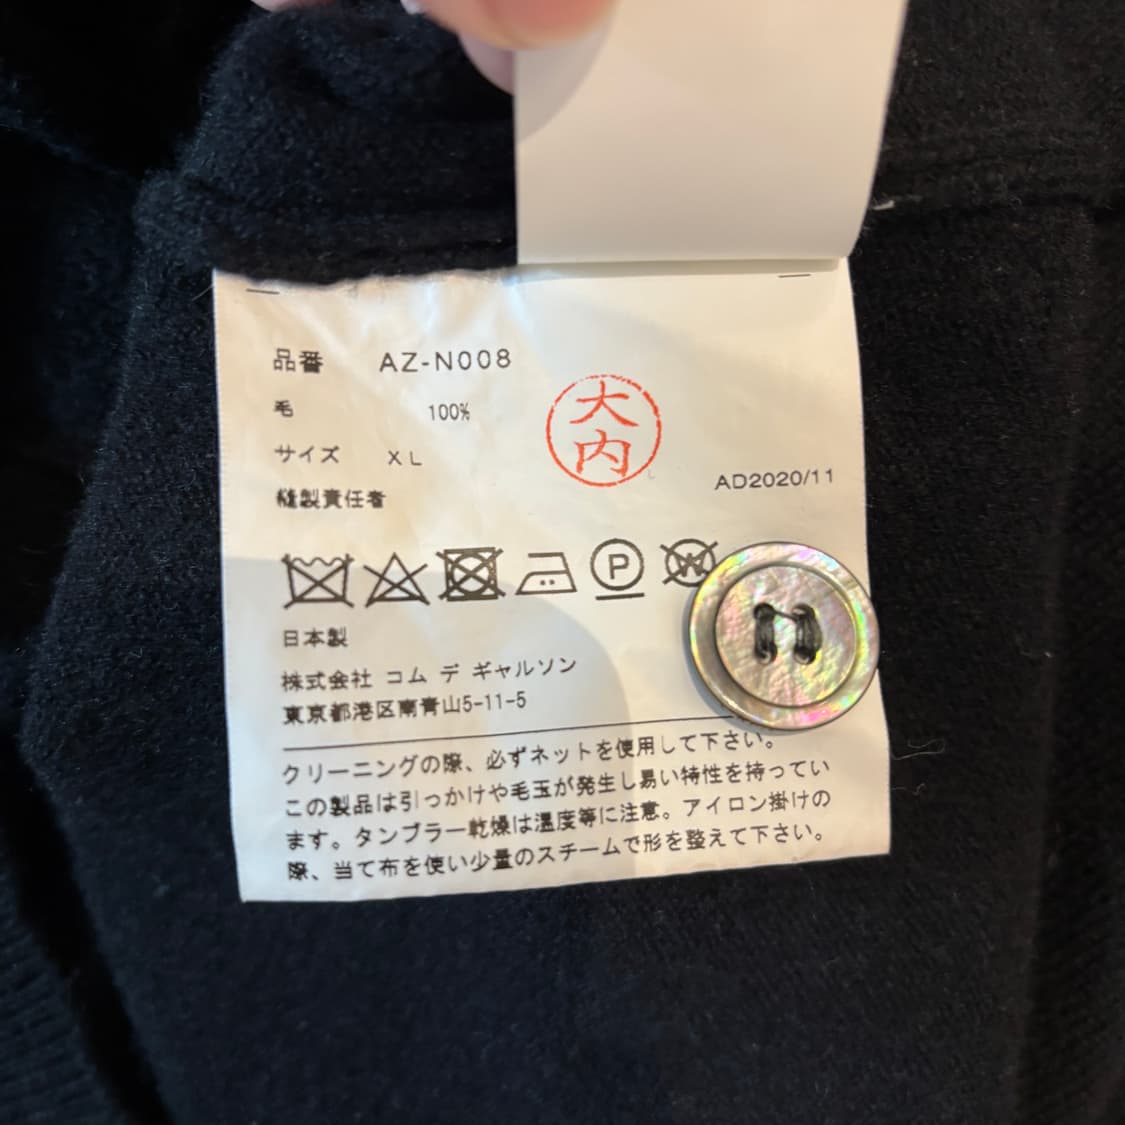 品番 AZ-N008
毛 100%
大内
サイズ XL
AD2020/11
縫製責任者
P W
日本製
株式会社 コム デ ギャルソン
東京都港区南青山5-11-5
クリーニングの際、必ずネットを使用して下さい。
この製品は引っかけや毛玉が発生し易い特性を持ってい
ます。タンブラー乾燥は温度等に注意。アイロン掛けの
際、当て布を使い少量のスチームで形を整えて下さい。